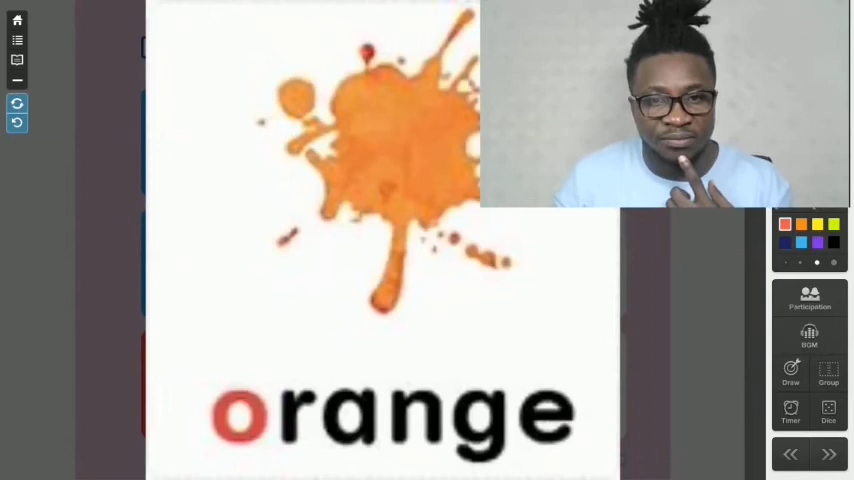 orange
Participation
BGM
Draw
Group
Timer
Dice